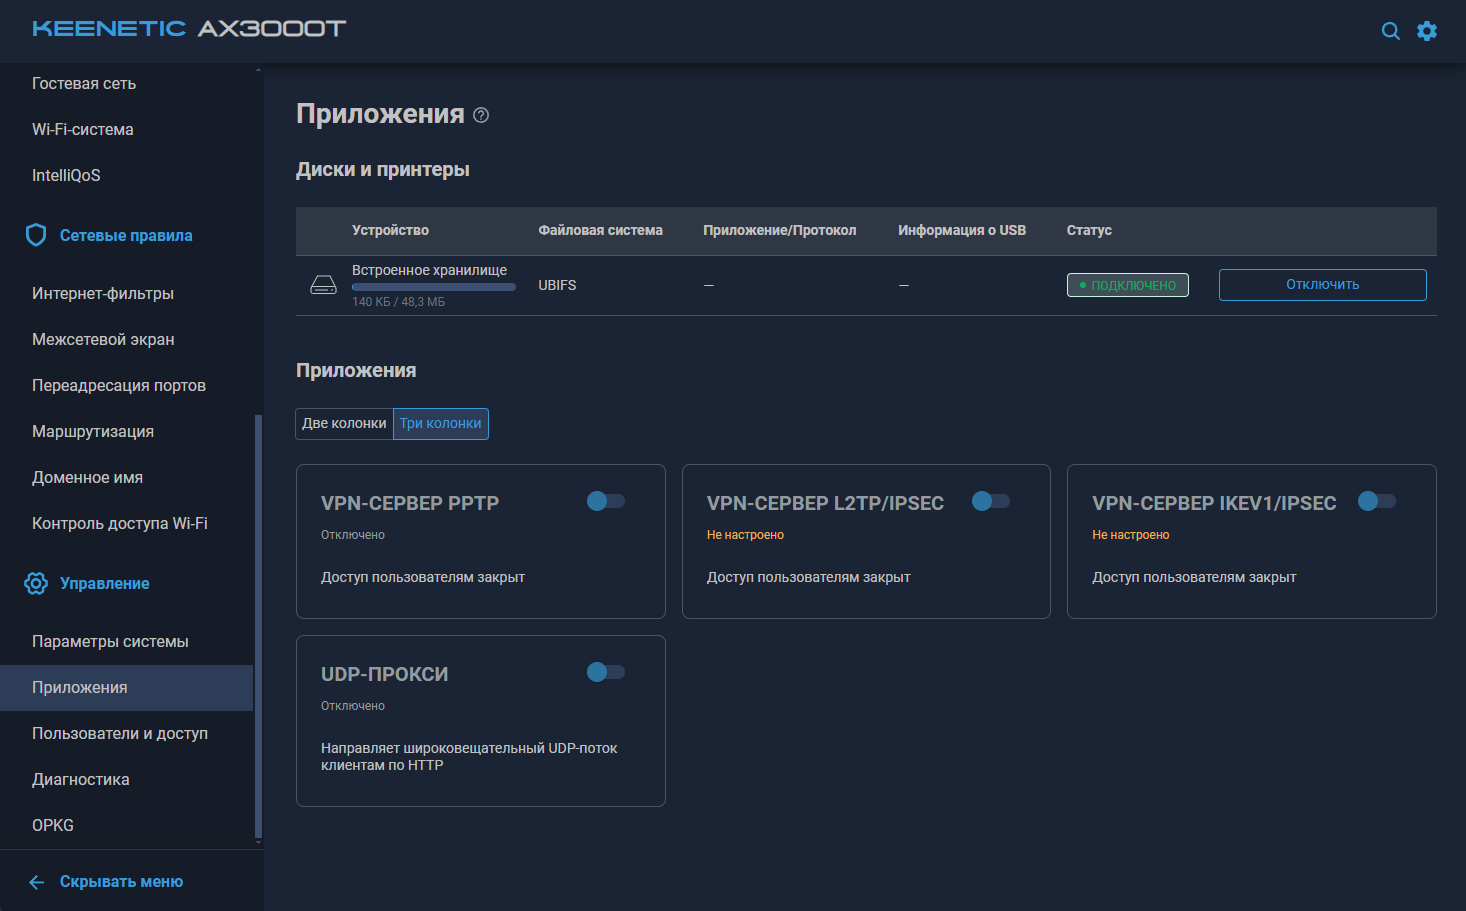 KEENETIC AX3000T
Гостевая сеть
Wi-Fi-система
IntelliQoS
Сетевые правила
Интернет-фильтры
Межсетевой экран
Переадресация портов
Маршрутизация
Доменное имя
Контроль доступа Wi-Fi
Управление
Параметры системы
Приложения
Пользователи и доступ
Диагностика
OPKG
Скрывать меню
Приложения ?
Диски и принтеры
Устройство Файловая система Приложение/Протокол Информация о USB Статус
Встроенное хранилище
140 КБ / 48,3 МБ
UBIFS — — ПОДКЛЮЧЕНО Отключить
Приложения
Две колонки Три колонки
VPN-СЕРВЕР PPTP
Отключено
Доступ пользователям закрыт
VPN-СЕРВЕР L2TP/IPSEC
Не настроено
Доступ пользователям закрыт
VPN-СЕРВЕР IKEV1/IPSEC
Не настроено
Доступ пользователям закрыт
UDP-ПРОКСИ
Отключено
Направляет широковещательный UDP-поток
клиентам по HTTP